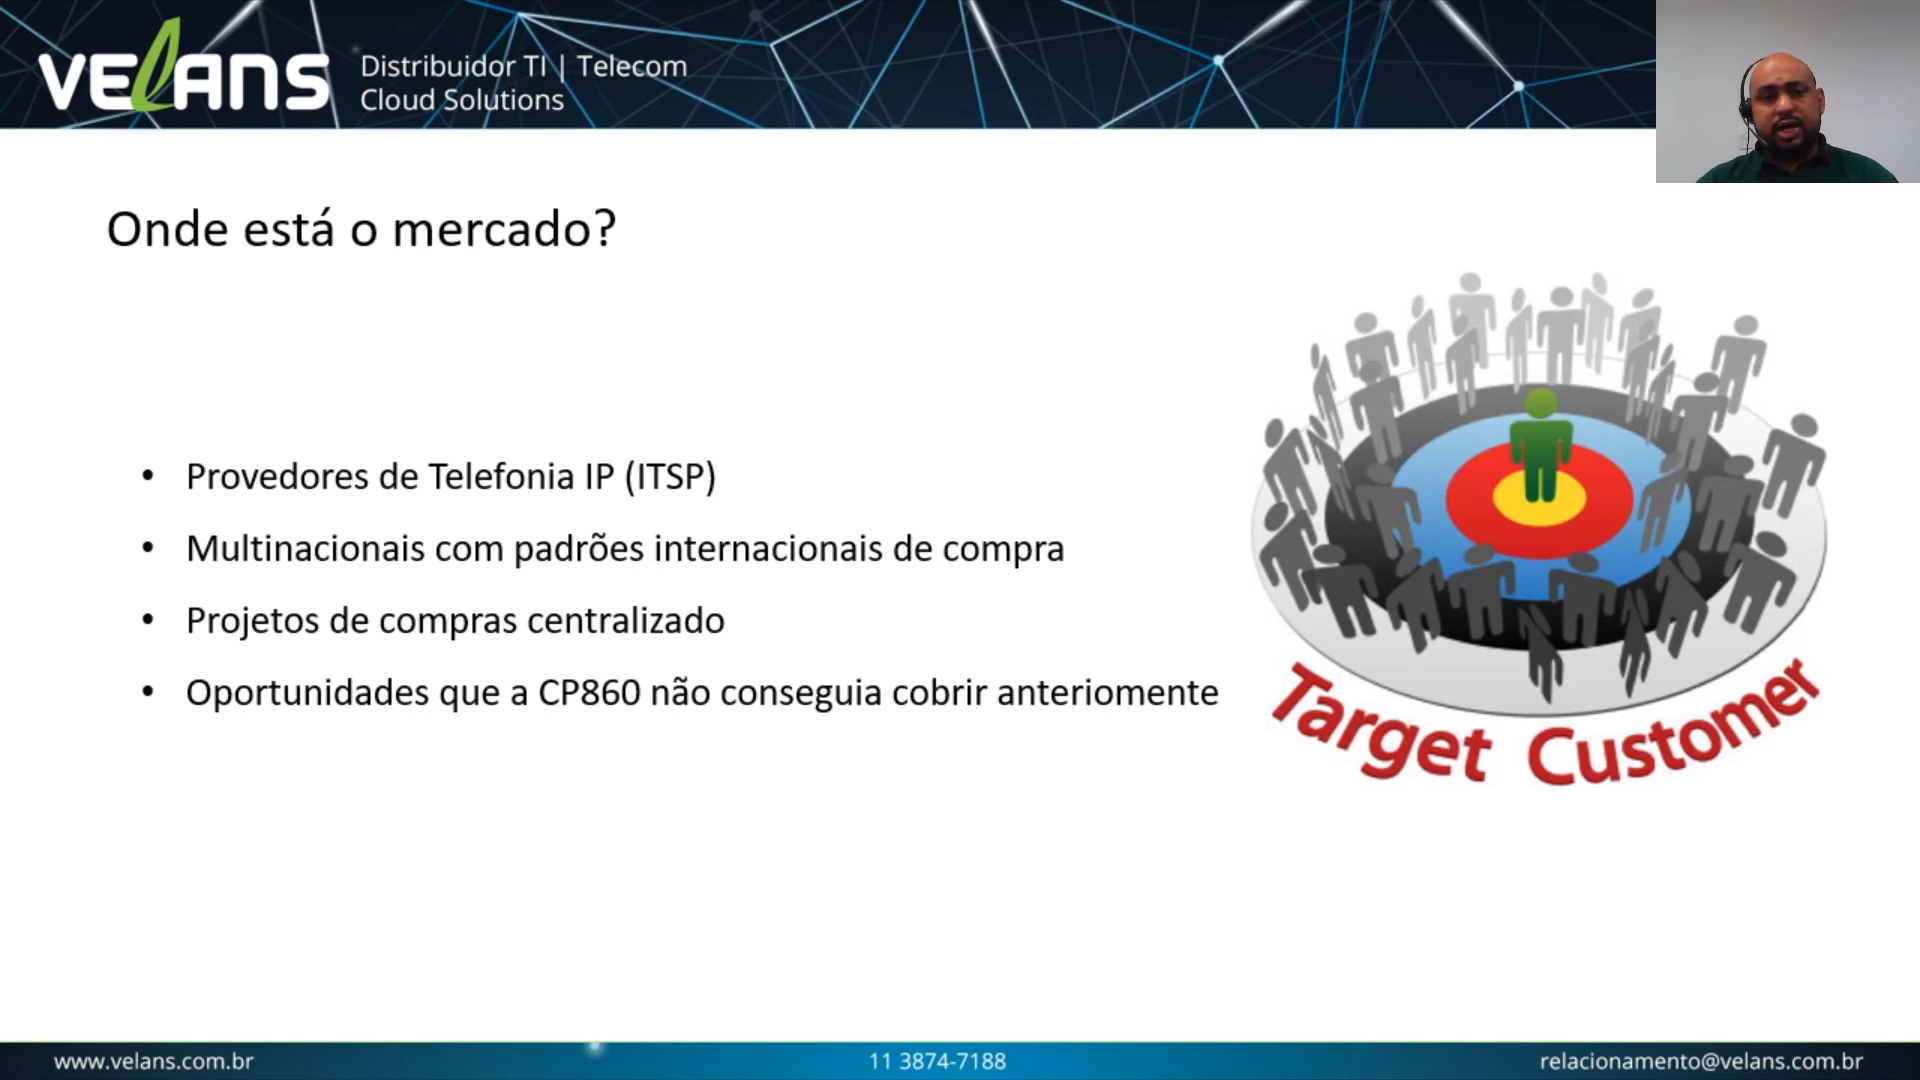 VELANS
Distribuidor TI | Telecom
Cloud Solutions
Onde está o mercado?
• Provedores de Telefonia IP (ITSP)
• Multinacionais com padrões internacionais de compra
• Projetos de compras centralizado
• Oportunidades que a CP860 não conseguia cobrir anteriomente
Target Customer
www.velans.com.br
11 3874-7188
relacionamento@velans.com.br